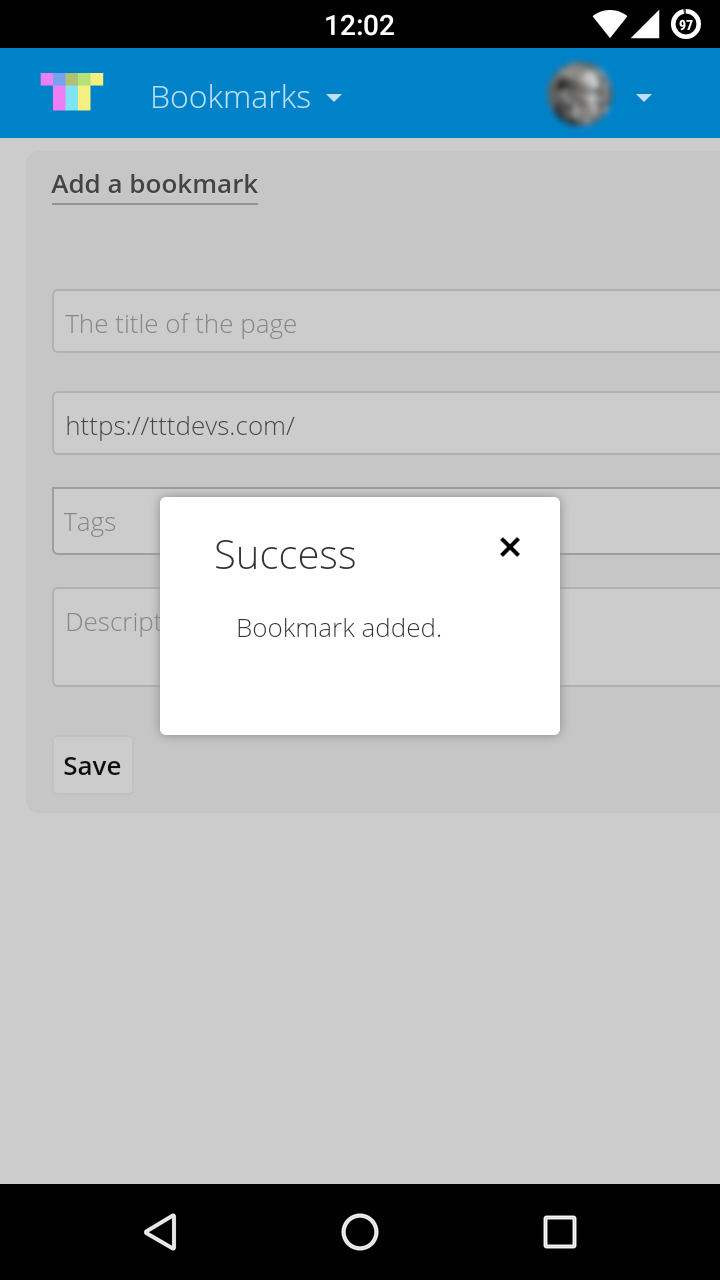 12:02
97
Bookmarks
Add a bookmark
The title of the page
https://tttdevs.com/
Tags
Success
Descript
Bookmark added.
Save